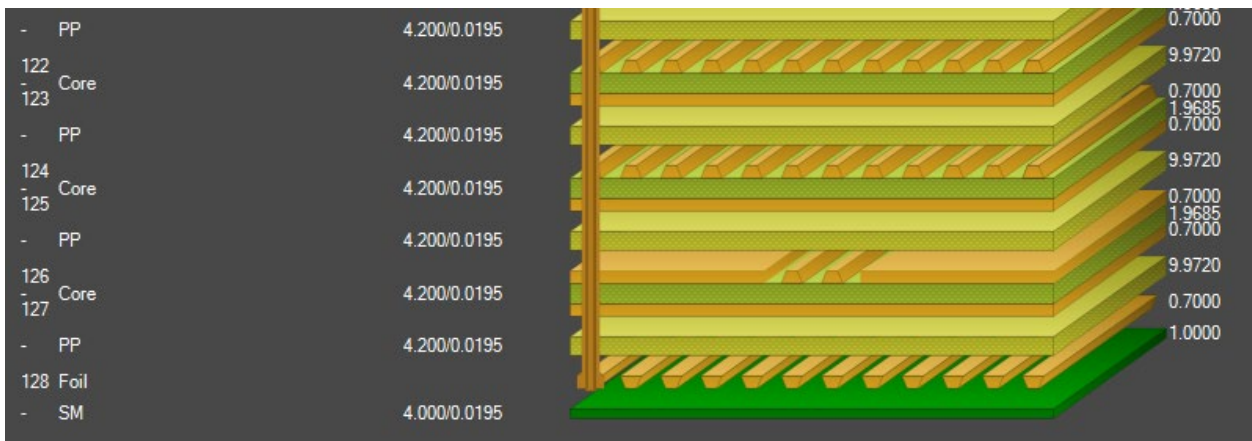 - PP 4.200/0.0195
0.7000
122
- Core 4.200/0.0195
123
9.9720
0.7000
1.9685
- PP 4.200/0.0195
0.7000
124
- Core 4.200/0.0195
125
9.9720
0.7000
1.9685
- PP 4.200/0.0195
0.7000
126
- Core 4.200/0.0195
127
9.9720
0.7000
- PP 4.200/0.0195
1.0000
128 Foil
- SM 4.000/0.0195